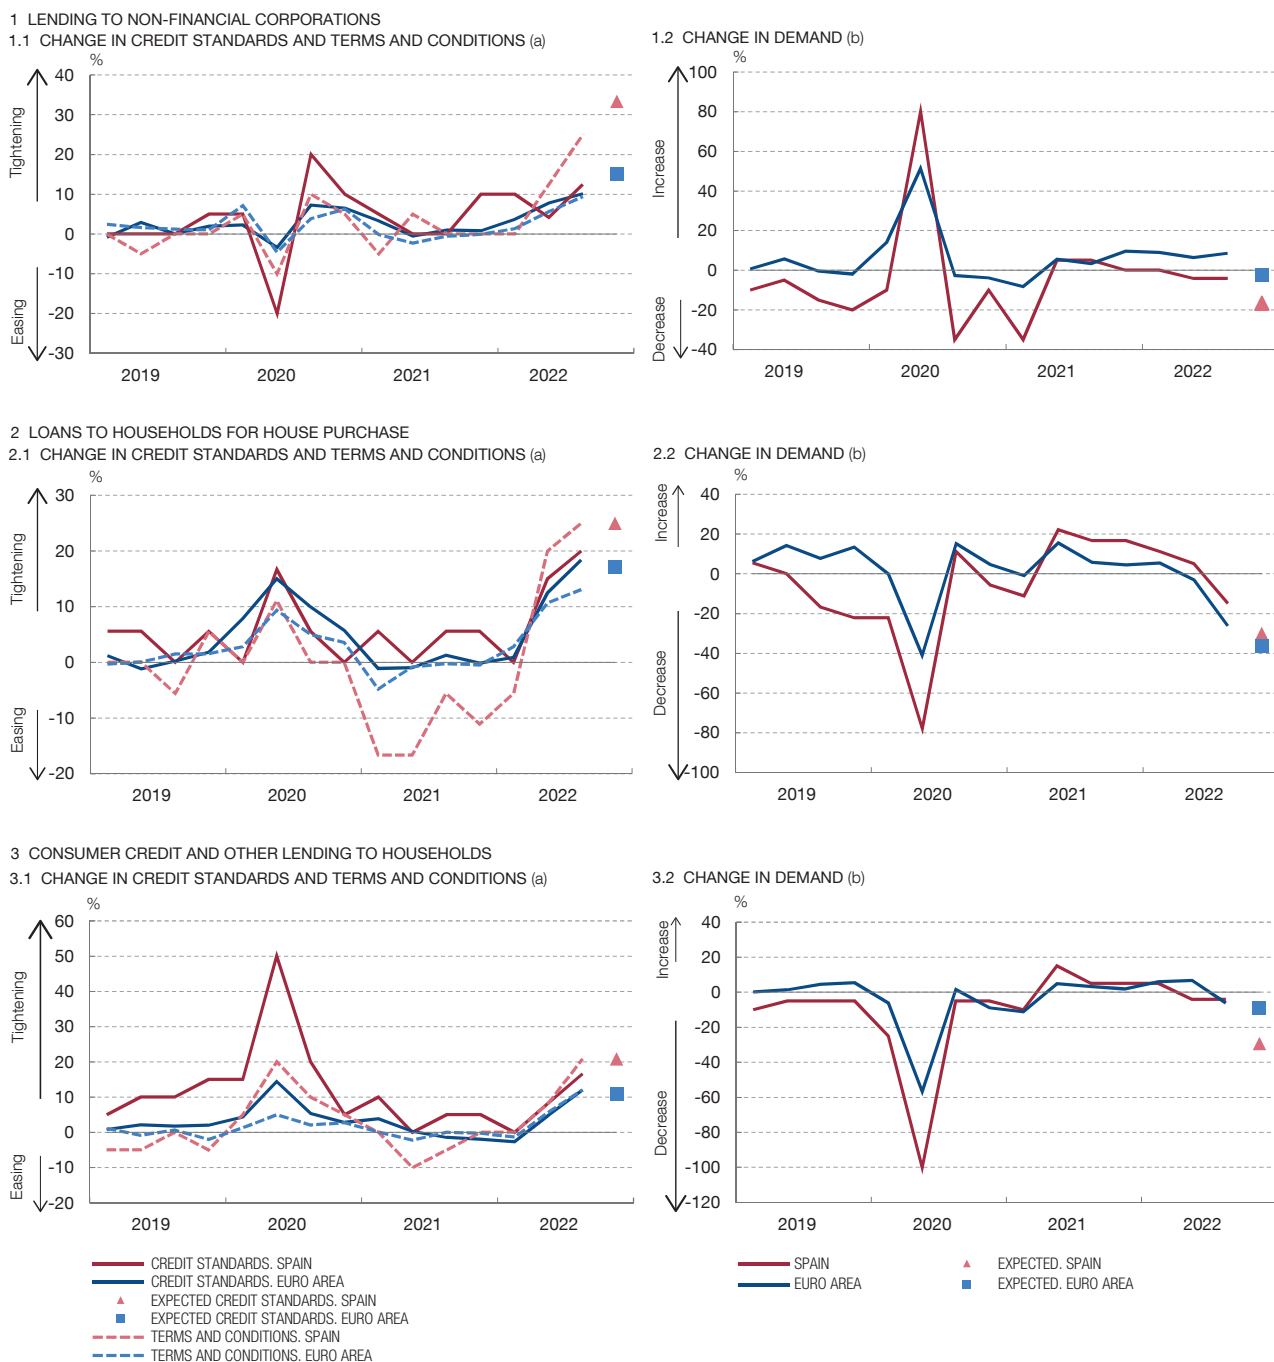 1 LENDING TO NON-FINANCIAL CORPORATIONS
1.1 CHANGE IN CREDIT STANDARDS AND TERMS AND CONDITIONS (a)
%
Tightening
Easing
40
30
20
10
0
-10
-20
-30
2019 2020 2021 2022
1.2 CHANGE IN DEMAND (b)
%
Increase
Decrease
100
80
60
40
20
0
-20
-40
2019 2020 2021 2022
2 LOANS TO HOUSEHOLDS FOR HOUSE PURCHASE
2.1 CHANGE IN CREDIT STANDARDS AND TERMS AND CONDITIONS (a)
%
Tightening
Easing
30
20
10
0
-10
-20
2019 2020 2021 2022
2.2 CHANGE IN DEMAND (b)
%
Increase
Decrease
40
20
0
-20
-40
-60
-80
-100
2019 2020 2021 2022
3 CONSUMER CREDIT AND OTHER LENDING TO HOUSEHOLDS
3.1 CHANGE IN CREDIT STANDARDS AND TERMS AND CONDITIONS (a)
%
Tightening
Easing
60
50
40
30
20
10
0
-10
-20
2019 2020 2021 2022
3.2 CHANGE IN DEMAND (b)
%
Increase
Decrease
40
20
0
-20
-40
-60
-80
-100
-120
2019 2020 2021 2022
CREDIT STANDARDS. SPAIN
CREDIT STANDARDS. EURO AREA
EXPECTED CREDIT STANDARDS. SPAIN
EXPECTED CREDIT STANDARDS. EURO AREA
TERMS AND CONDITIONS. SPAIN
TERMS AND CONDITIONS. EURO AREA
SPAIN
EURO AREA
EXPECTED. SPAIN
EXPECTED. EURO AREA